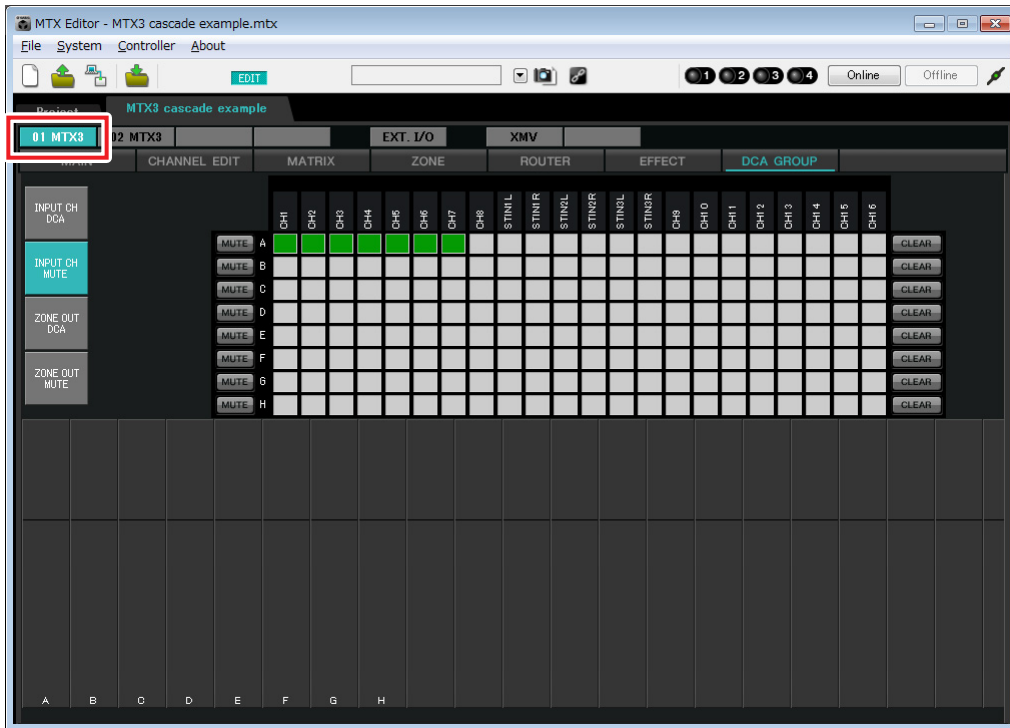 MTX Editor - MTX3 cascade example.mtx
File System Controller About
EDIT 1 2 3 4 Online Offline
Project MTX3 cascade example
01 MTX3 02 MTX3 EXT. I/O XMV
MAIN CHANNEL EDIT MATRIX ZONE ROUTER EFFECT DCA GROUP
INPUT CH
DCA
INPUT CH
MUTE
ZONE OUT
DCA
ZONE OUT
MUTE
CH1 CH2 CH3 CH4 CH5 CH6 CH7 CH8 STIN1L STIN1R STIN2L STIN2R STIN3L STIN3R CH9 CH10 CH11 CH12 CH13 CH14 CH15 CH16
MUTE A CLEAR
MUTE B CLEAR
MUTE C CLEAR
MUTE D CLEAR
MUTE E CLEAR
MUTE F CLEAR
MUTE G CLEAR
MUTE H CLEAR
A B C D E F G H